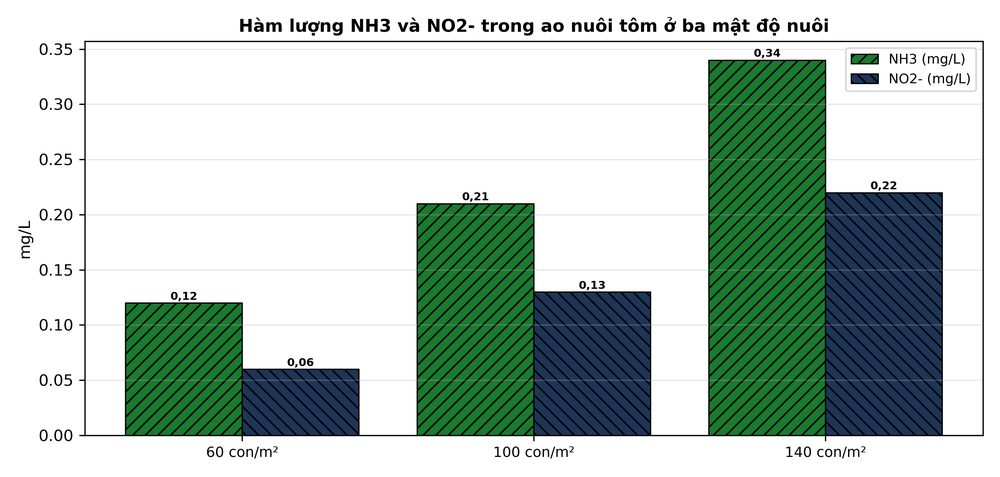 Hàm lượng NH3 và NO2- trong ao nuôi tôm ở ba mật độ nuôi
NH3 (mg/L)
NO2- (mg/L)
mg/L
0.35
0.30
0.25
0.20
0.15
0.10
0.05
0.00
0,12
0,06
0,21
0,13
0,34
0,22
60 con/m²
100 con/m²
140 con/m²